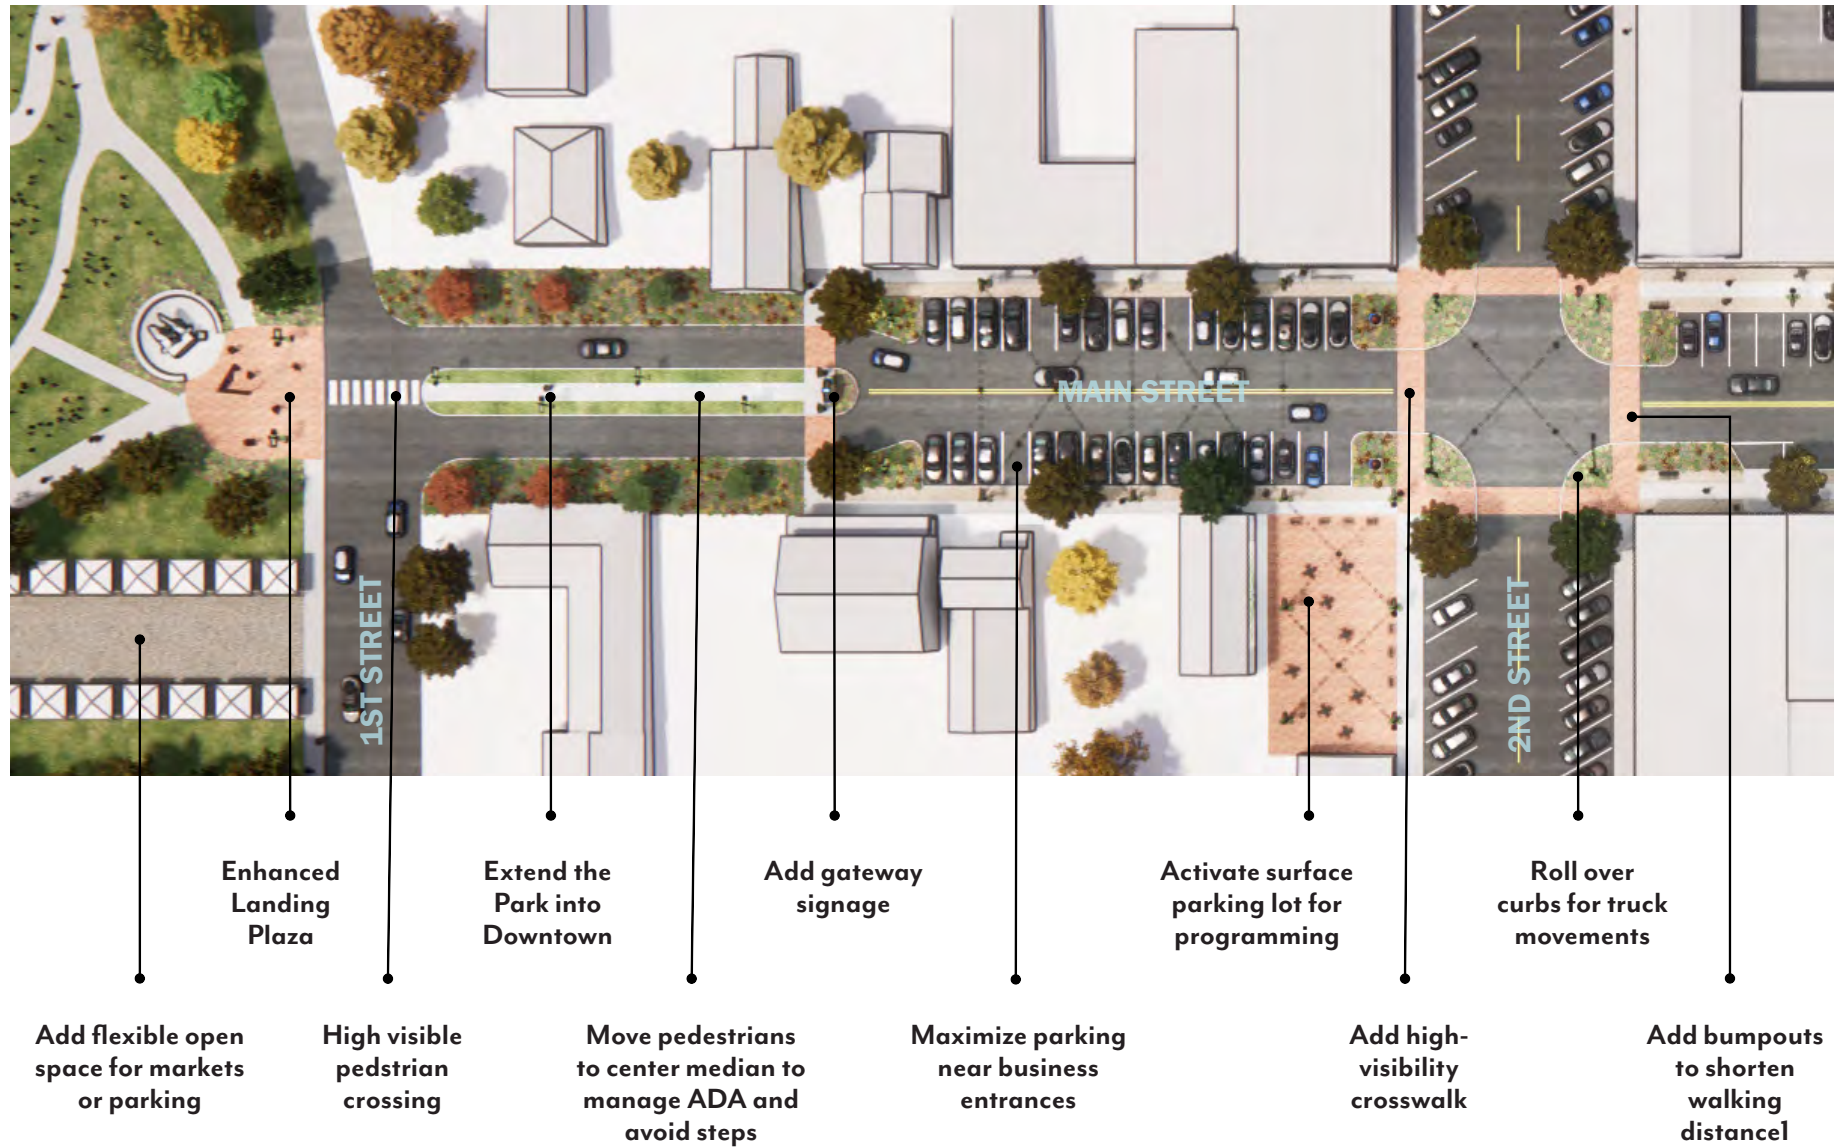 MAIN STREET
1ST STREET
2ND STREET
Enhanced
Landing
Plaza
Extend the
Park into
Downtown
Add gateway
signage
Activate surface
parking lot for
programming
Roll over
curbs for truck
movements
Add flexible open
space for markets
or parking
High visible
pedstrian
crossing
Move pedestrians
to center median to
manage ADA and
avoid steps
Maximize parking
near business
entrances
Add high-
visibility
crosswalk
Add bumpouts
to shorten
walking
distance1